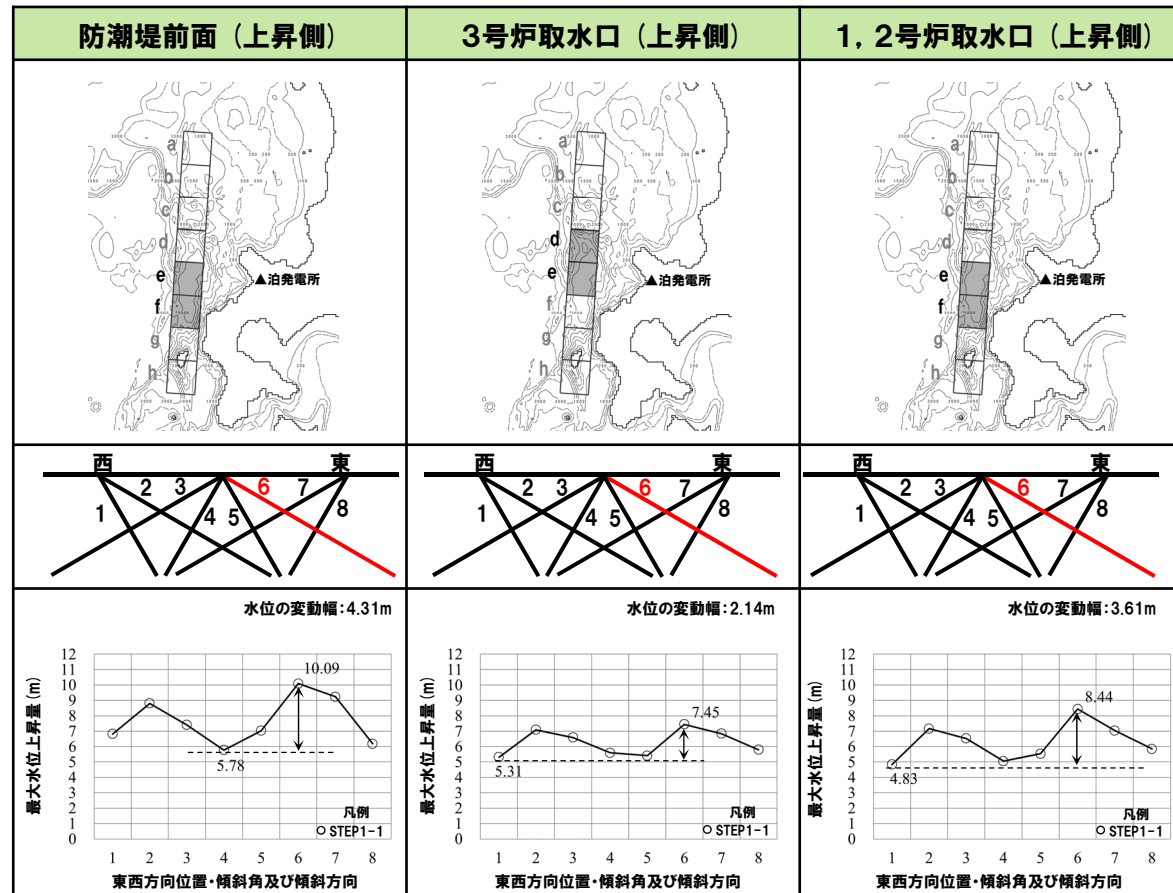 防潮堤前面（上昇側）
3号炉取水口（上昇側）
1，2号炉取水口（上昇側）
a
b
c
d
e
f
g
h
▲泊発電所
a
b
c
d
e
f
g
h
▲泊発電所
a
b
c
d
e
f
g
h
▲泊発電所
西 東
1 2 3 4 5 6 7 8
西 東
1 2 3 4 5 6 7 8
西 東
1 2 3 4 5 6 7 8
水位の変動幅：4.31m
最大水位上昇量（m）
12
11
10
9
8
7
6
5
4
3
2
1
0
10.09
5.78
凡例
○ STEP1-1
1 2 3 4 5 6 7 8
東西方向位置・傾斜角及び傾斜方向
水位の変動幅：2.14m
最大水位上昇量（m）
12
11
10
9
8
7
6
5
4
3
2
1
0
7.45
5.31
凡例
○ STEP1-1
1 2 3 4 5 6 7 8
東西方向位置・傾斜角及び傾斜方向
水位の変動幅：3.61m
最大水位上昇量（m）
12
11
10
9
8
7
6
5
4
3
2
1
0
8.44
4.83
凡例
○ STEP1-1
1 2 3 4 5 6 7 8
東西方向位置・傾斜角及び傾斜方向